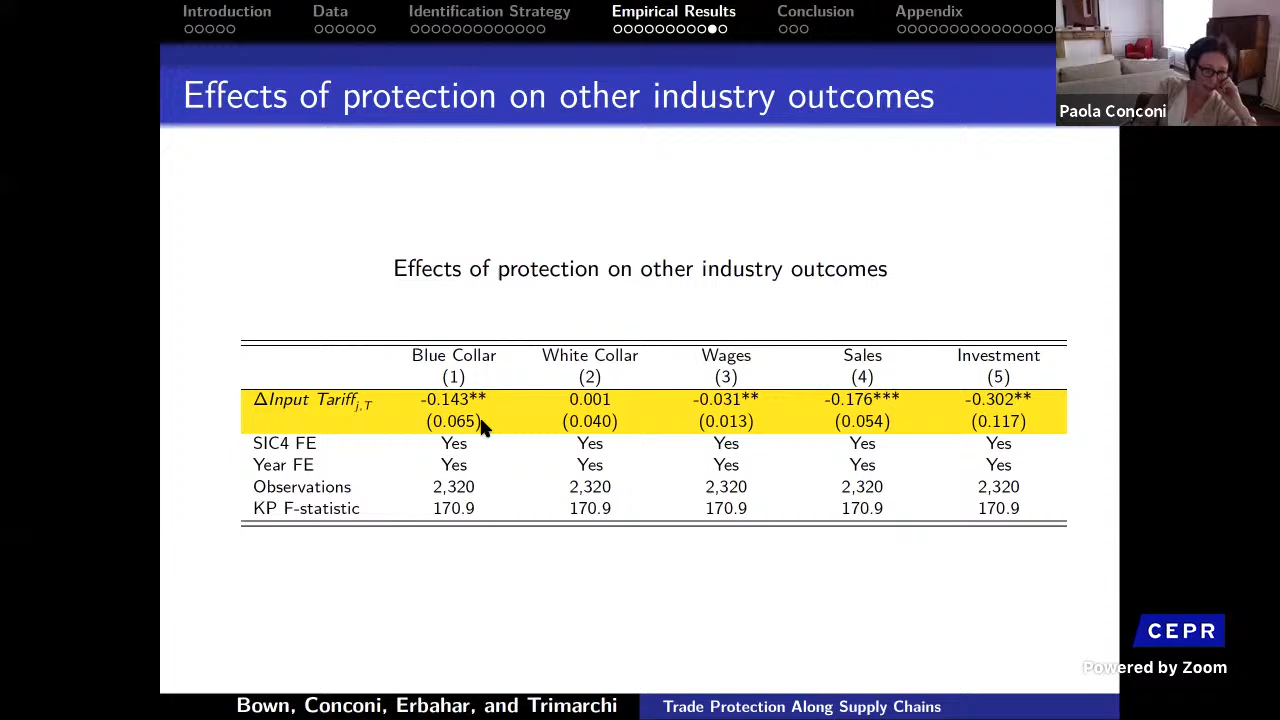 Introduction Data Identification Strategy Empirical Results Conclusion Appendix
Effects of protection on other industry outcomes
Paola Conconi
Effects of protection on other industry outcomes
Blue Collar White Collar Wages Sales Investment
(1) (2) (3) (4) (5)
ΔInput Tariff_{j,T} -0.143** 0.001 -0.031** -0.176*** -0.302**
(0.065) (0.040) (0.013) (0.054) (0.117)
SIC4 FE Yes Yes Yes Yes Yes
Year FE Yes Yes Yes Yes Yes
Observations 2,320 2,320 2,320 2,320 2,320
KP F-statistic 170.9 170.9 170.9 170.9 170.9
CEPR
Powered by Zoom
Bown, Conconi, Erbahar, and Trimarchi Trade Protection Along Supply Chains